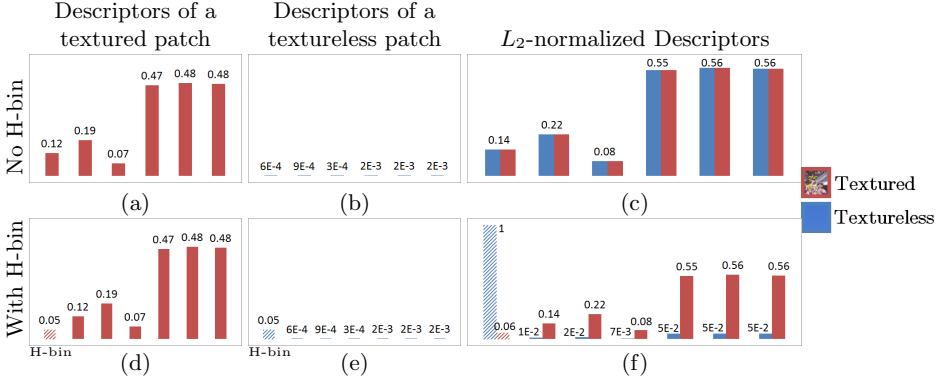 Descriptors of a
textured patch
Descriptors of a
textureless patch
L2-normalized Descriptors
No H-bin
0.12 0.19 0.07 0.47 0.48 0.48
6E-4 9E-4 3E-4 2E-3 2E-3 2E-3
0.14 0.22 0.08 0.55 0.56 0.56
(a) (b) (c)
Textured
Textureless
With H-bin
0.05 0.12 0.19 0.07 0.47 0.48 0.48
H-bin
0.05 6E-4 9E-4 3E-4 2E-3 2E-3 2E-3
H-bin
1 0.06 1E-2 0.14 2E-2 0.22 7E-3 0.08 5E-2 0.55 5E-2 0.56 5E-2 0.56
(d) (e) (f)